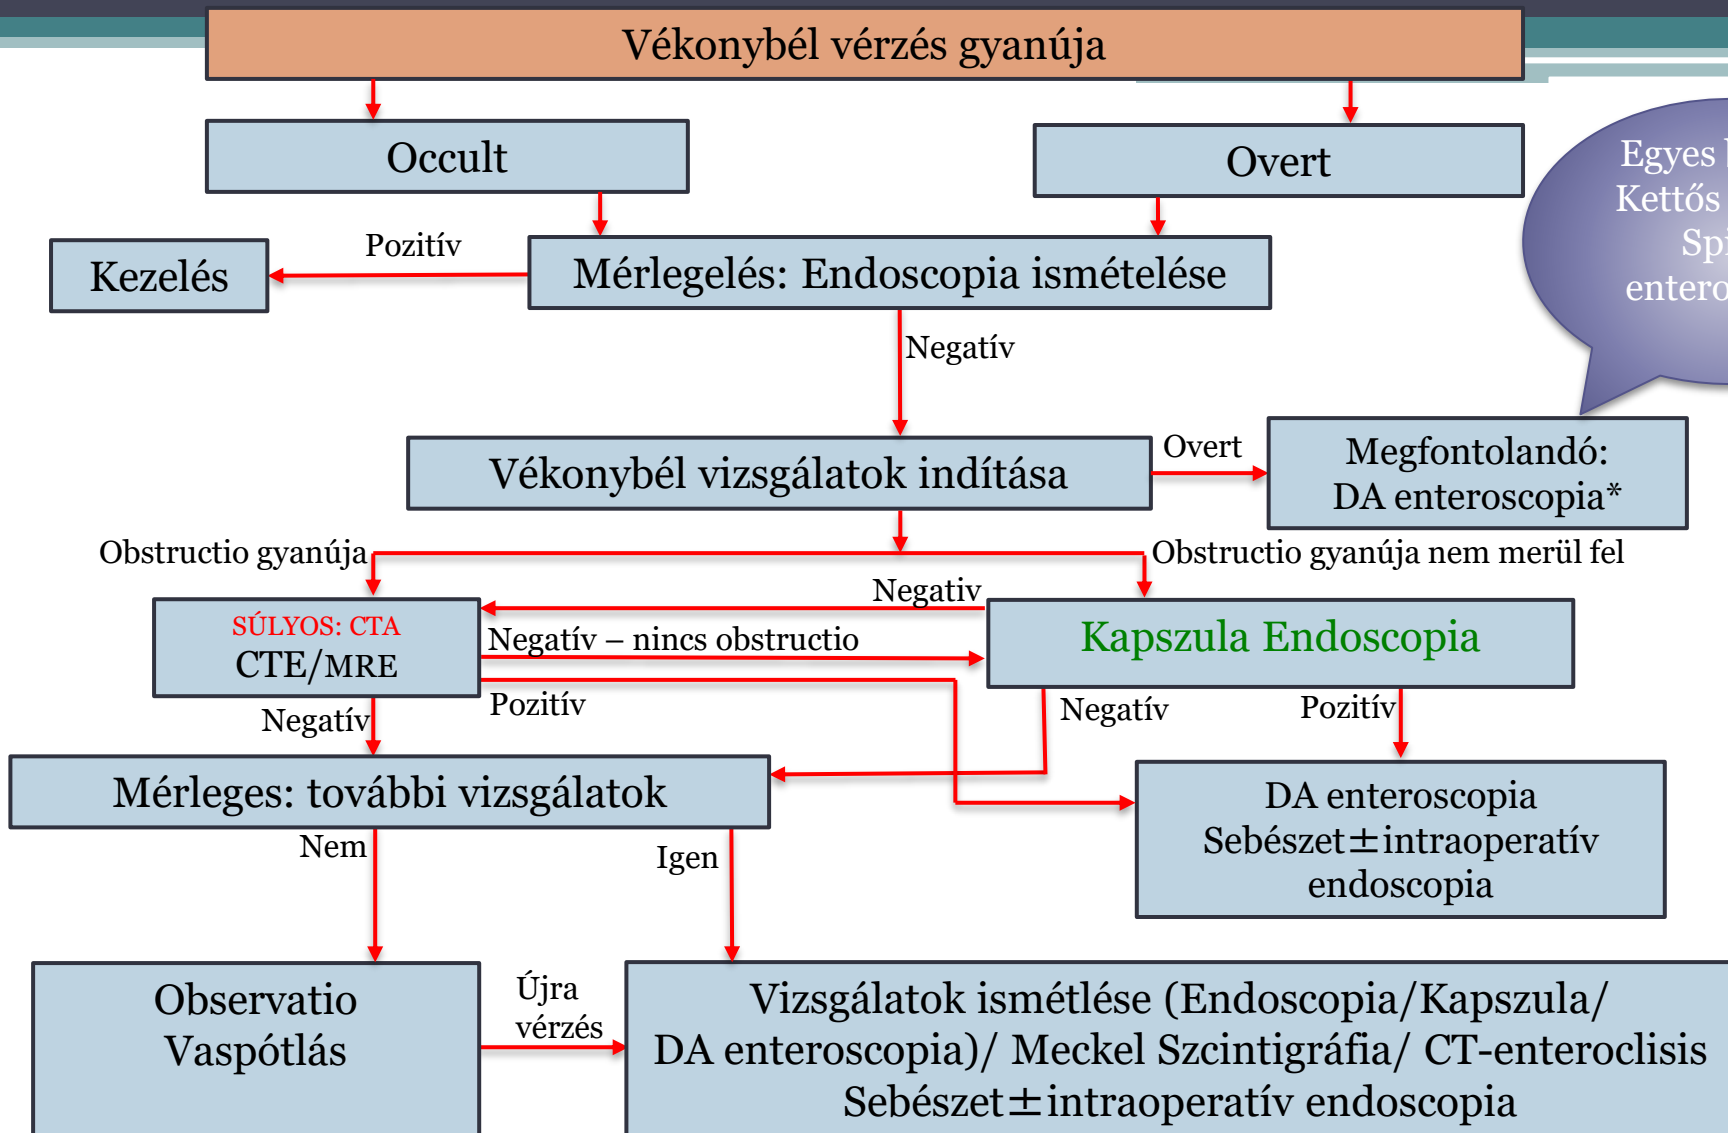 Vékonybél vérzés gyanúja
Occult
Overt
Egyes
Kettős
Kezelés
Pozitív
Mérlegelés: Endoscopia ismételése
Negatív
Vékonybél vizsgálatok indítása
Overt
Megfontolandó:
DA enteroscopia*
Obstructio gyanúja
Obstructio gyanúja nem merül fel
Negativ
SÚLYOS: CTA
CTE/MRE
Negatív – nincs obstructio
Kapszula Endoscopia
Pozitív
Negatív
Negatív
Pozitív
Mérleges: további vizsgálatok
DA enteroscopia
Sebészet±intraoperatív
endoscopia
Nem
Igen
Observatio
Vaspótlás
Újra
vérzés
Vizsgálatok ismétlése (Endoscopia/Kapszula/
DA enteroscopia)/ Meckel Szcintigráfia/ CT-enteroclisis
Sebészet±intraoperatív endoscopia